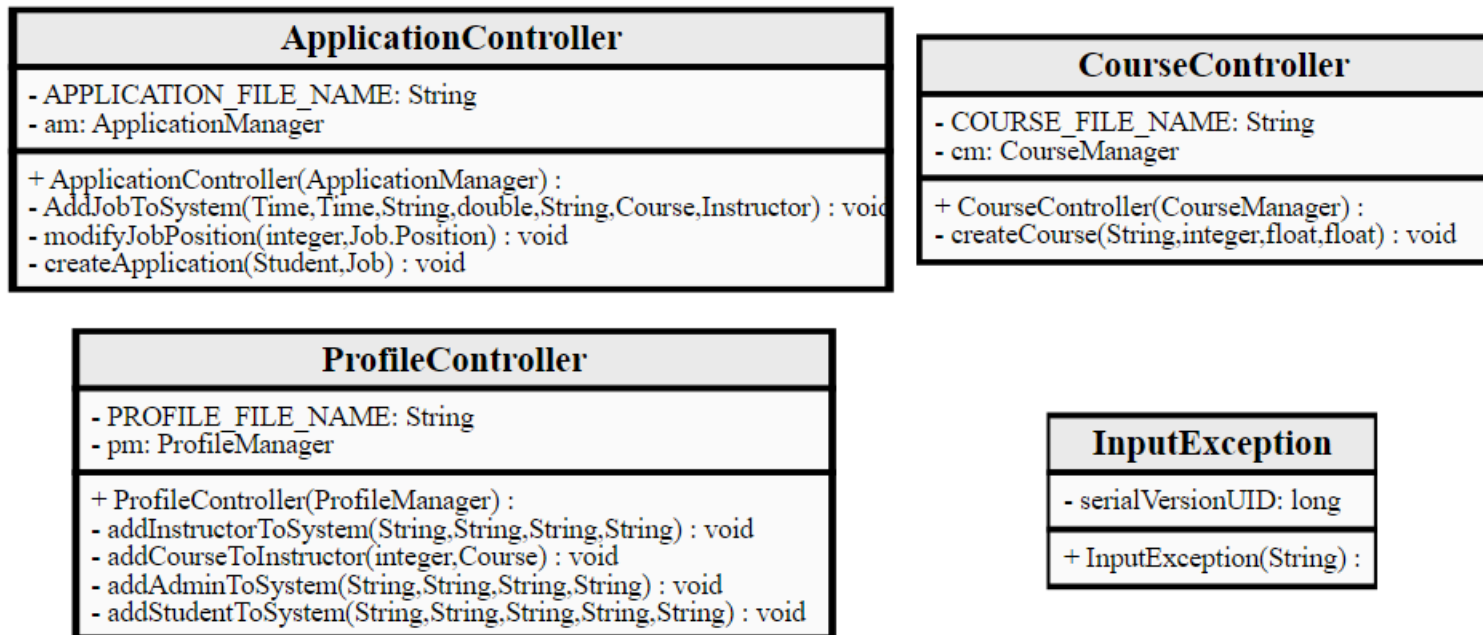 ApplicationController
- APPLICATION_FILE_NAME: String
- am: ApplicationManager
+ ApplicationController(ApplicationManager) :
- AddJobToSystem(Time,Time,String,double,String,Course,Instructor) : void
- modifyJobPosition(integer,Job.Position) : void
- createApplication(Student,Job) : void
CourseController
- COURSE_FILE_NAME: String
- cm: CourseManager
+ CourseController(CourseManager) :
- createCourse(String,integer,float,float) : void
ProfileController
- PROFILE_FILE_NAME: String
- pm: ProfileManager
+ ProfileController(ProfileManager) :
- addInstructorToSystem(String,String,String,String) : void
- addCourseToInstructor(integer,Course) : void
- addAdminToSystem(String,String,String,String) : void
- addStudentToSystem(String,String,String,String,String) : void
InputException
- serialVersionUID: long
+ InputException(String) :